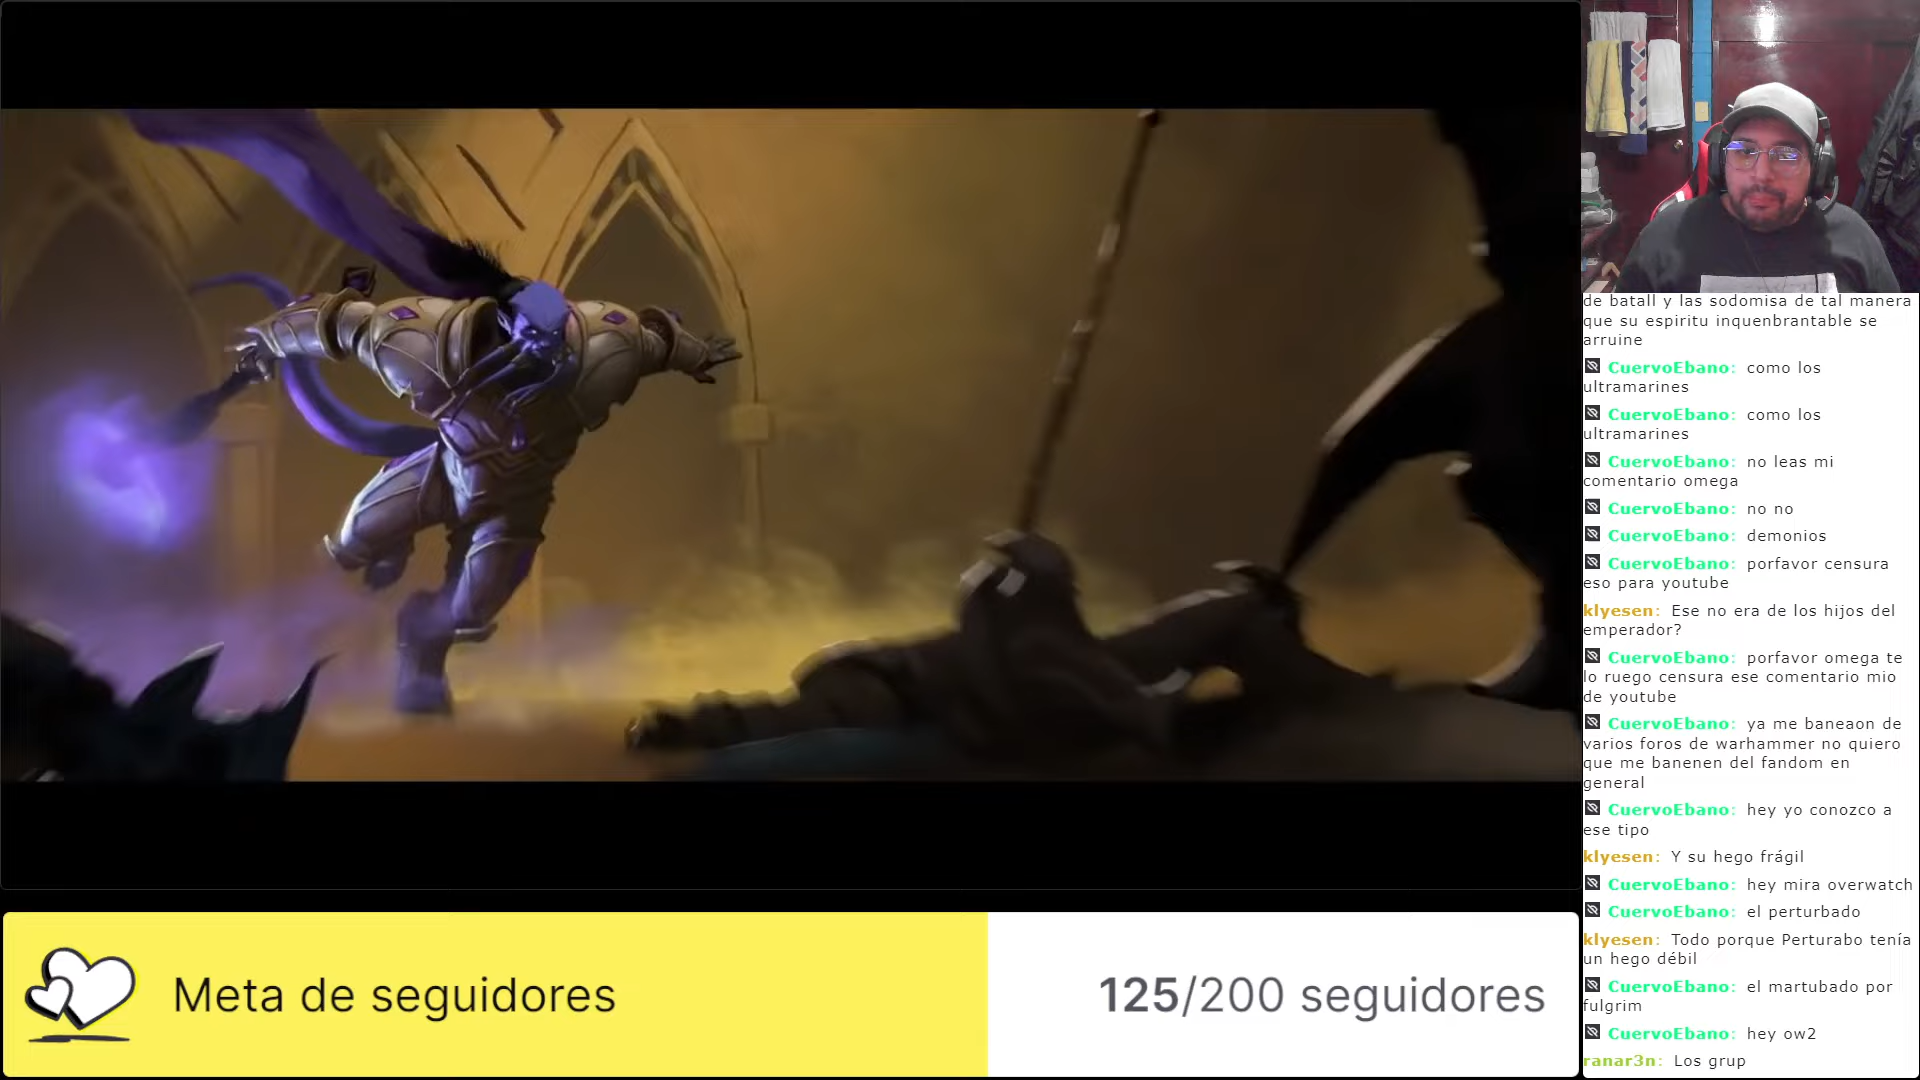 de batall y las sodomisa de tal manera
que su espiritu inquenbrantable se
arruine
CuervoEbano: como los
ultramarines
CuervoEbano: como los
ultramarines
CuervoEbano: no leas mi
comentario omega
CuervoEbano: no no
CuervoEbano: demonios
CuervoEbano: porfavor censura
eso para youtube
klyesen: Ese no era de los hijos del
emperador?
CuervoEbano: porfavor omega te
lo ruego censura ese comentario mio
de youtube
CuervoEbano: ya me baneaon de
varios foros de warhammer no quiero
que me banenen del fandom en
general
CuervoEbano: hey yo conozco a
ese tipo
klyesen: Y su hego frágil
CuervoEbano: hey mira overwatch
CuervoEbano: el perturbado
klyesen: Todo porque Perturabo tenía
un hego débil
CuervoEbano: el martubado por
fulgrim
CuervoEbano: hey ow2
ranar3n: Los grup
Meta de seguidores
125/200 seguidores